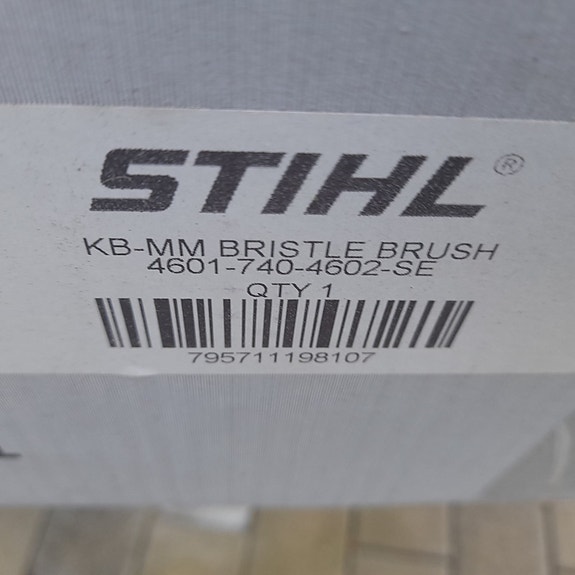 STIHL®
KB-MM BRISTLE BRUSH
4601-740-4602-SE
QTY 1
795711198107